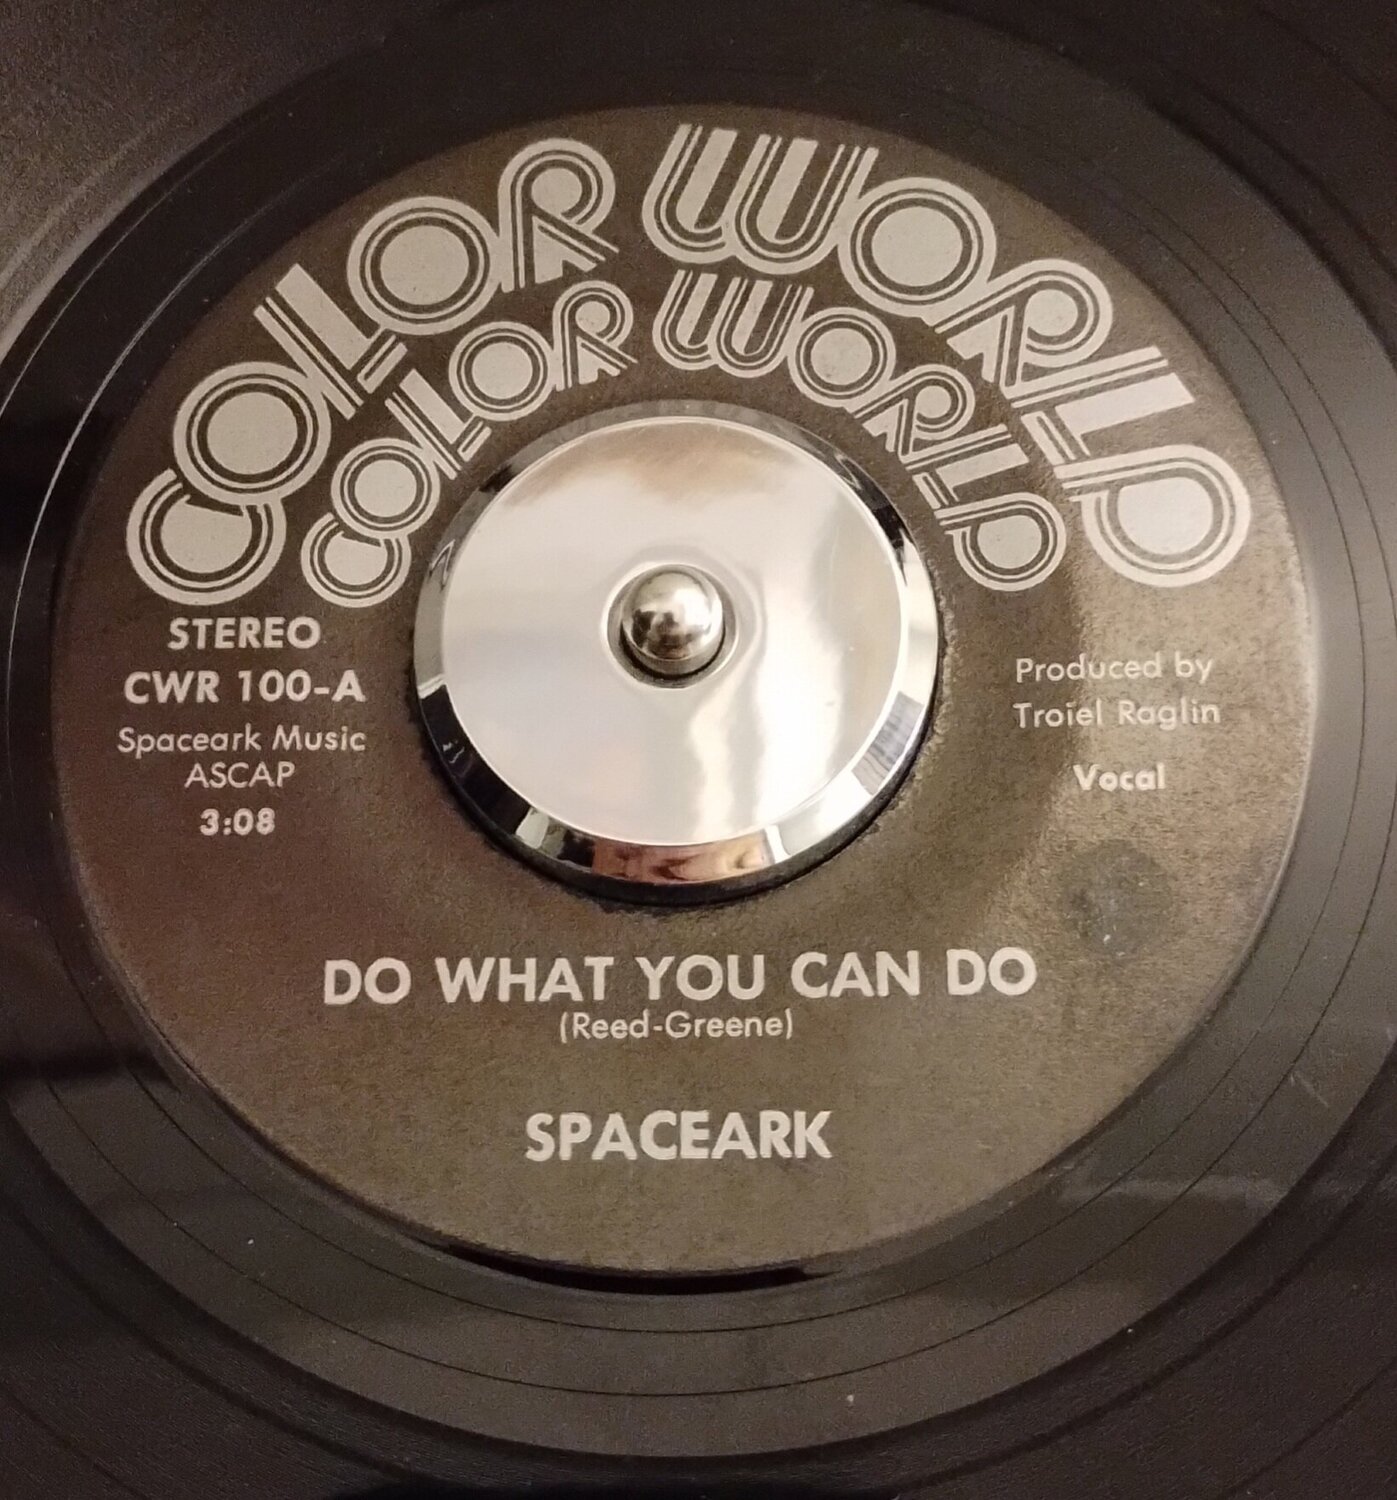 COLOR WORLD
COLOR WORLD
STEREO
CWR 100-A
Spaceark Music
ASCAP
3:08
Produced by
Troiel Raglin
Vocal
DO WHAT YOU CAN DO
(Reed-Greene)
SPACEARK